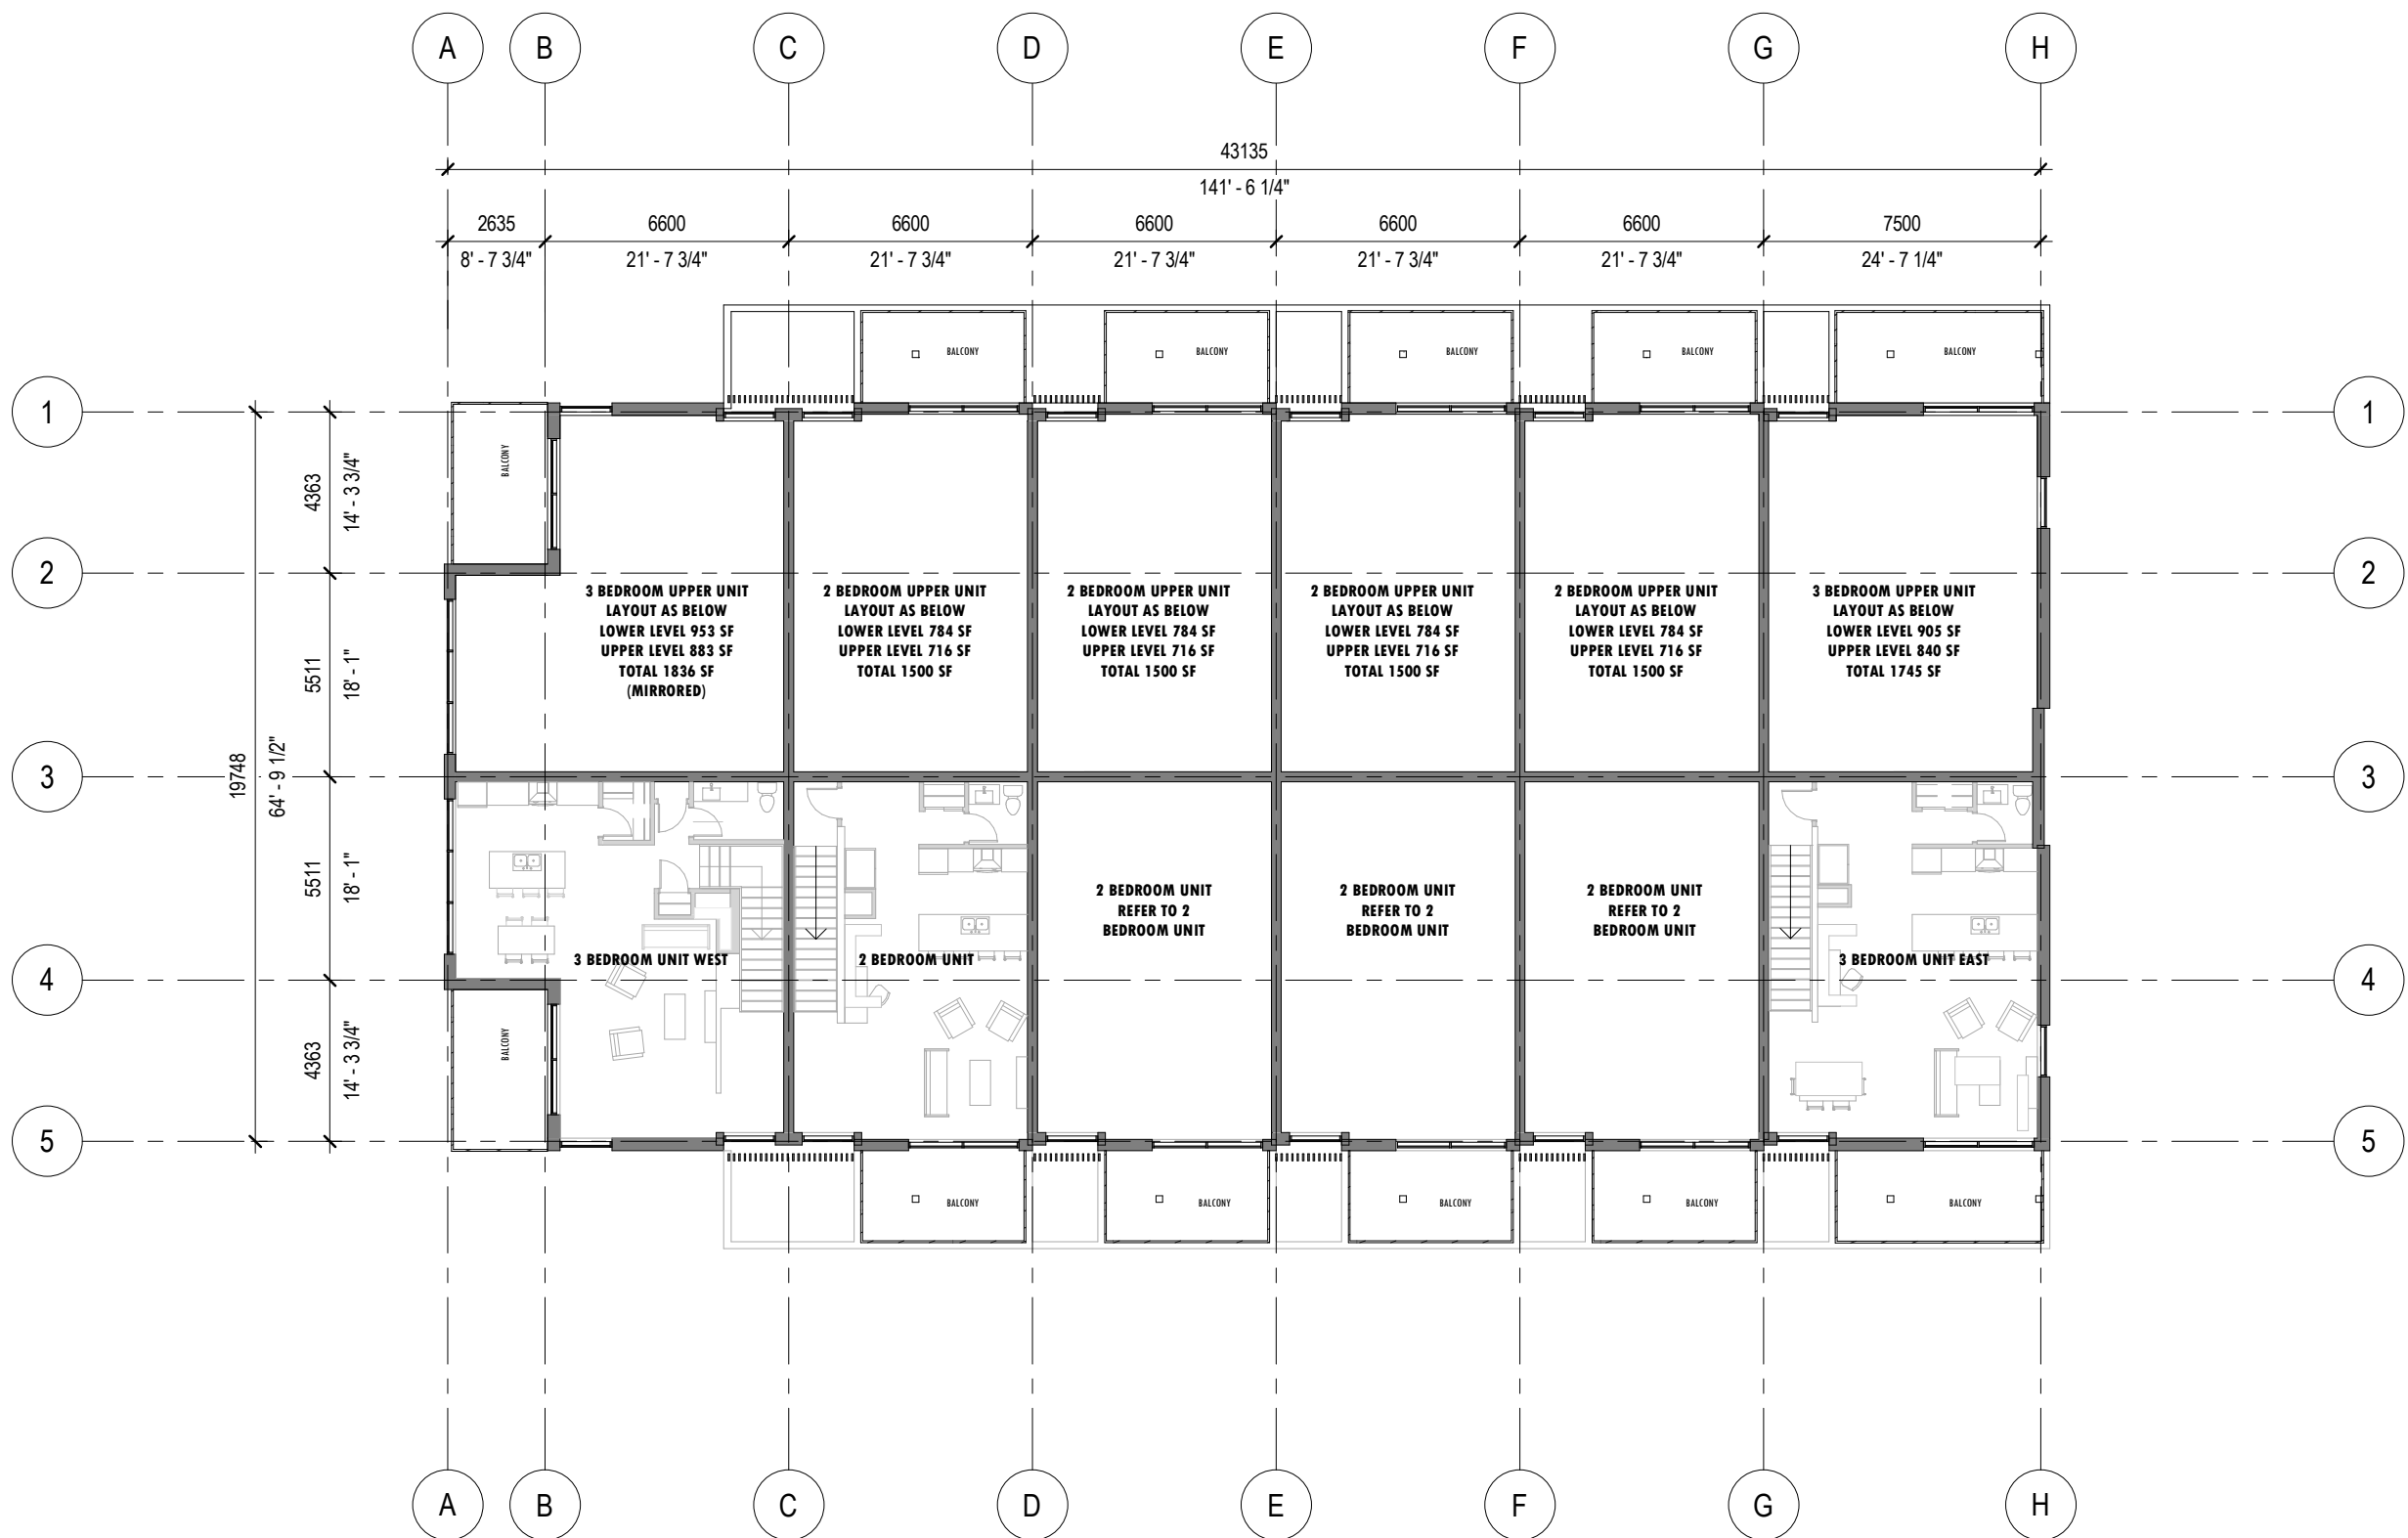 A B C D E F G H
43135
141' - 6 1/4"
2635 6600 6600 6600 6600 6600 7500
8' - 7 3/4" 21' - 7 3/4" 21' - 7 3/4" 21' - 7 3/4" 21' - 7 3/4" 21' - 7 3/4" 24' - 7 1/4"
BALCONY BALCONY BALCONY BALCONY BALCONY
1 1
BALCONY
4363
14' - 3 3/4"
2 2
3 BEDROOM UPPER UNIT
LAYOUT AS BELOW
LOWER LEVEL 953 SF
UPPER LEVEL 883 SF
TOTAL 1836 SF
(MIRRORED)
2 BEDROOM UPPER UNIT
LAYOUT AS BELOW
LOWER LEVEL 784 SF
UPPER LEVEL 716 SF
TOTAL 1500 SF
2 BEDROOM UPPER UNIT
LAYOUT AS BELOW
LOWER LEVEL 784 SF
UPPER LEVEL 716 SF
TOTAL 1500 SF
2 BEDROOM UPPER UNIT
LAYOUT AS BELOW
LOWER LEVEL 784 SF
UPPER LEVEL 716 SF
TOTAL 1500 SF
2 BEDROOM UPPER UNIT
LAYOUT AS BELOW
LOWER LEVEL 784 SF
UPPER LEVEL 716 SF
TOTAL 1500 SF
3 BEDROOM UPPER UNIT
LAYOUT AS BELOW
LOWER LEVEL 905 SF
UPPER LEVEL 840 SF
TOTAL 1745 SF
5511
18' - 1"
19748
64' - 9 1/2"
3 3
5511
18' - 1"
2 BEDROOM UNIT
REFER TO 2
BEDROOM UNIT
2 BEDROOM UNIT
REFER TO 2
BEDROOM UNIT
2 BEDROOM UNIT
REFER TO 2
BEDROOM UNIT
3 BEDROOM UNIT WEST
2 BEDROOM UNIT
3 BEDROOM UNIT EAST
4 4
BALCONY
4363
14' - 3 3/4"
5 5
BALCONY BALCONY BALCONY BALCONY BALCONY
A B C D E F G H